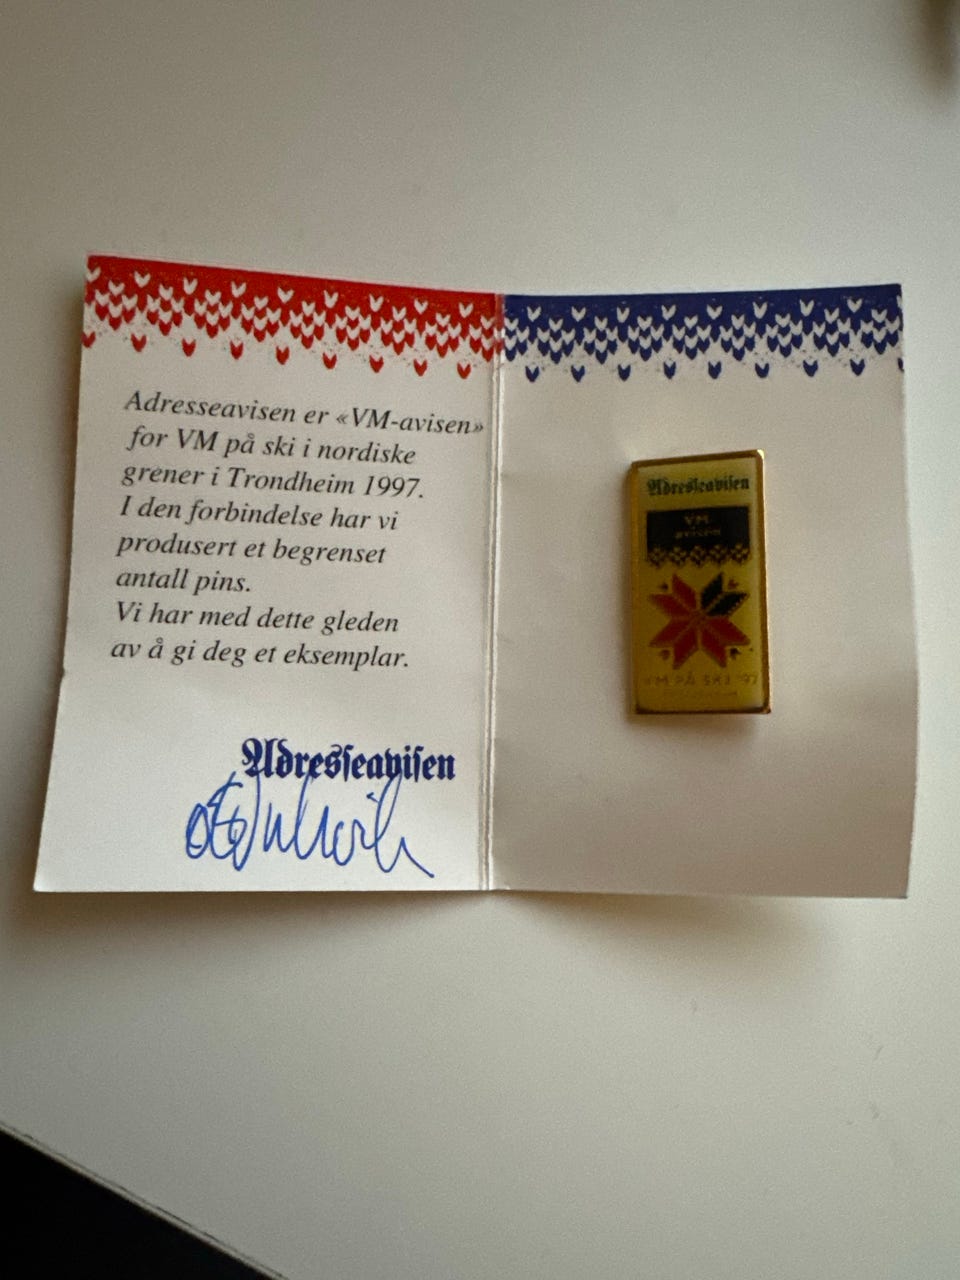 Adresseavisen er «VM-avisen»
for VM på ski i nordiske
grener i Trondheim 1997.
I den forbindelse har vi
produsert et begrenset
antall pins.
Vi har med dette gleden
av å gi deg et eksemplar.
Adresseavisen
Adresseavisen
VM
avisen
VM PÅ SKI '97